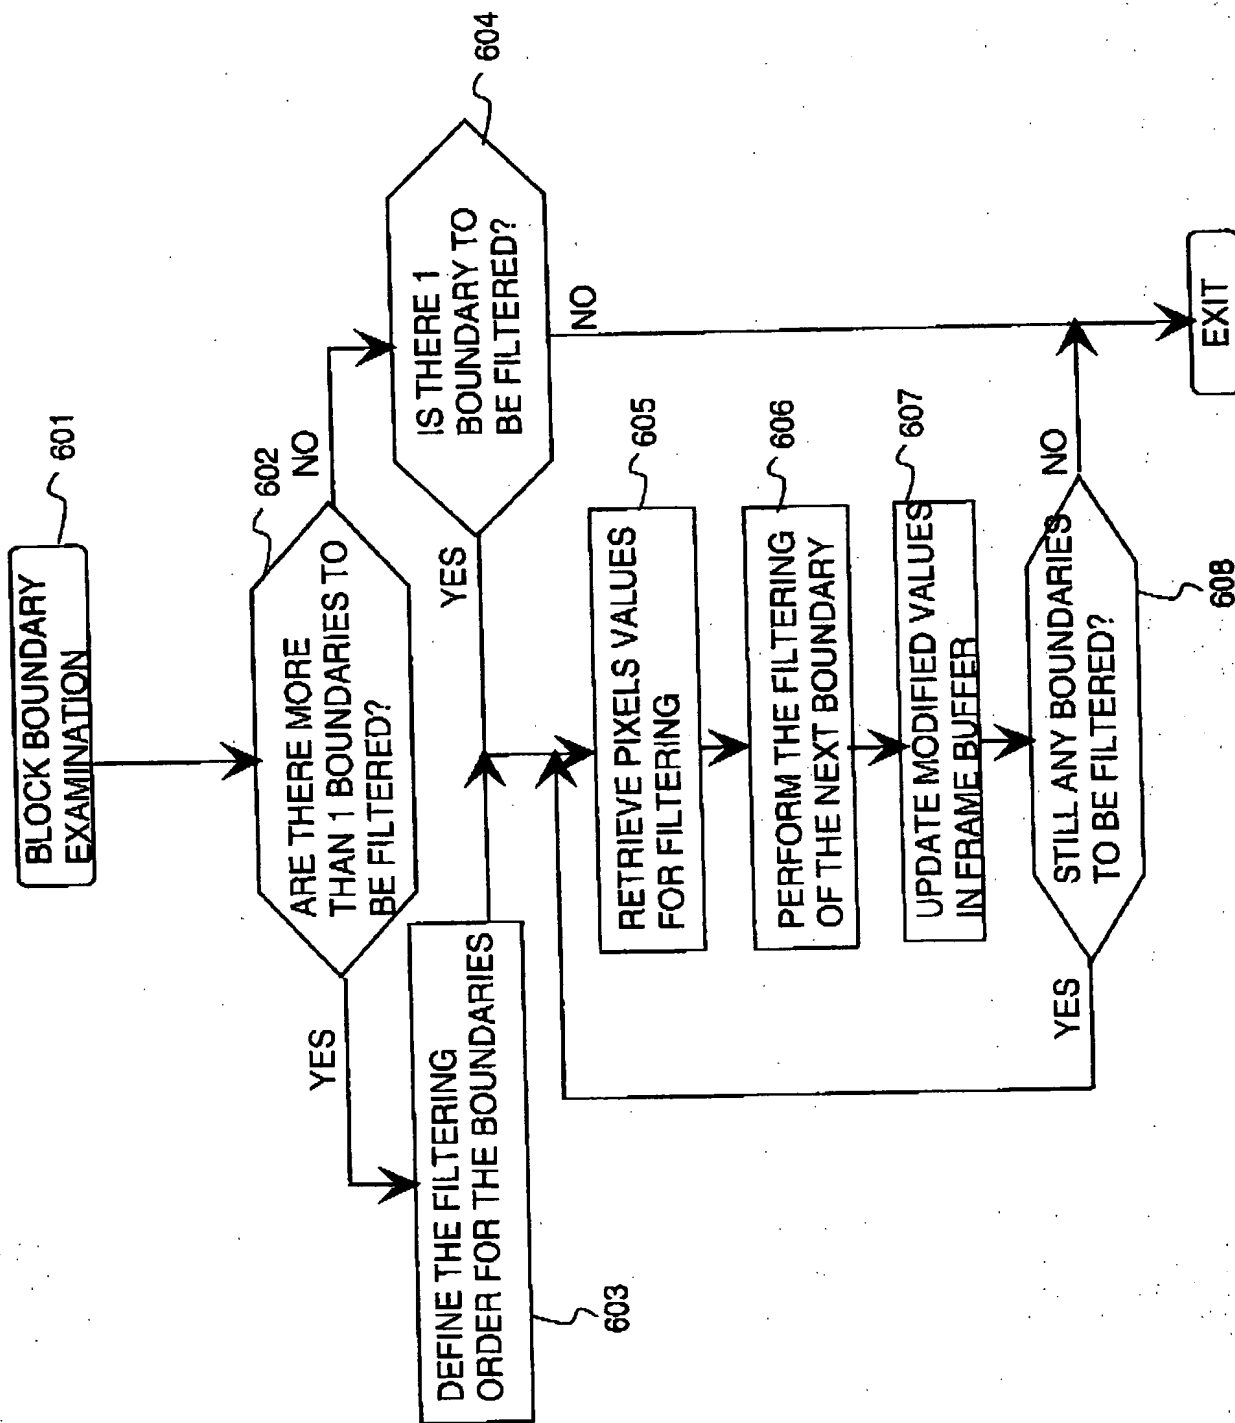 BLOCK BOUNDARY
EXAMINATION
601
602
ARE THERE MORE
THAN 1 BOUNDARIES TO
BE FILTERED?
YES
NO
DEFINE THE FILTERING
ORDER FOR THE BOUNDARIES
603
604
IS THERE 1
BOUNDARY TO
BE FILTERED?
YES
NO
605
RETRIEVE PIXELS VALUES
FOR FILTERING
606
PERFORM THE FILTERING
OF THE NEXT BOUNDARY
607
UPDATE MODIFIED VALUES
IN FRAME BUFFER
STILL ANY BOUNDARIES
TO BE FILTERED?
608
YES
NO
EXIT